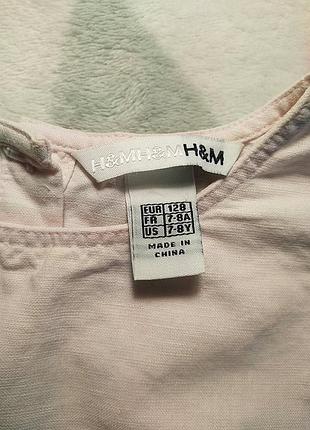 H&MH&MH&M
EUR 128
FR 7-8A
US 7-8Y
MADE IN
CHINA